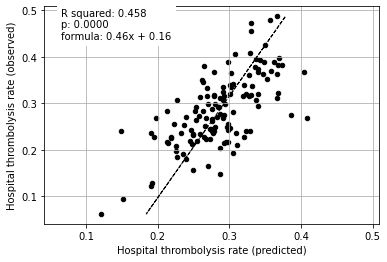 R squared: 0.458
p: 0.0000
formula: 0.46x + 0.16
Hospital thrombolysis rate (observed)
0.5
0.4
0.3
0.2
0.1
0.1
0.2
0.3
0.4
0.5
Hospital thrombolysis rate (predicted)